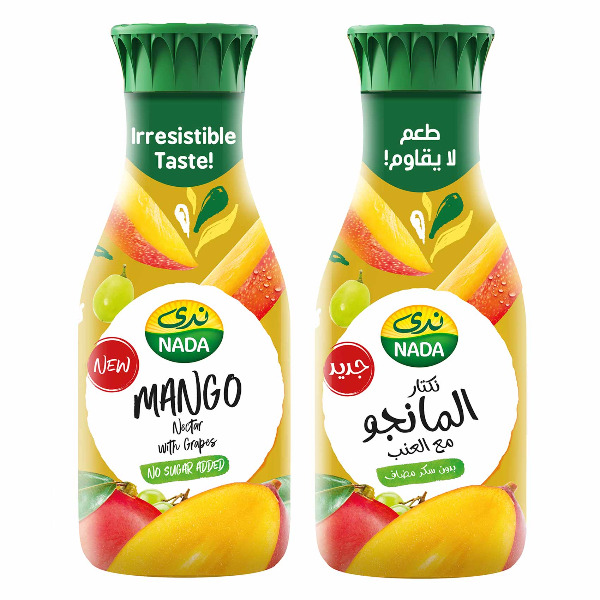 Irresistible
Taste!
ندى
NADA
NEW
MANGO
Nectar
with Grapes
NO SUGAR ADDED
طعم
لا يقاوم!
ندى
NADA
جديد
نكتار
المانجو
مع العنب
بدون سكر مضاف